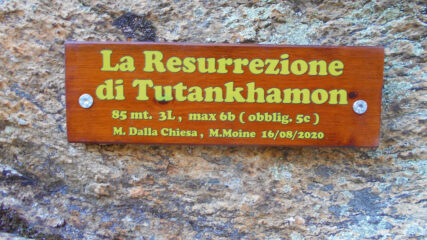 La Resurrezione
di Tutankhamon
85 mt. 3L , max 6b ( obblig. 5c )
M. Dalla Chiesa , M.Moine 16/08/2020